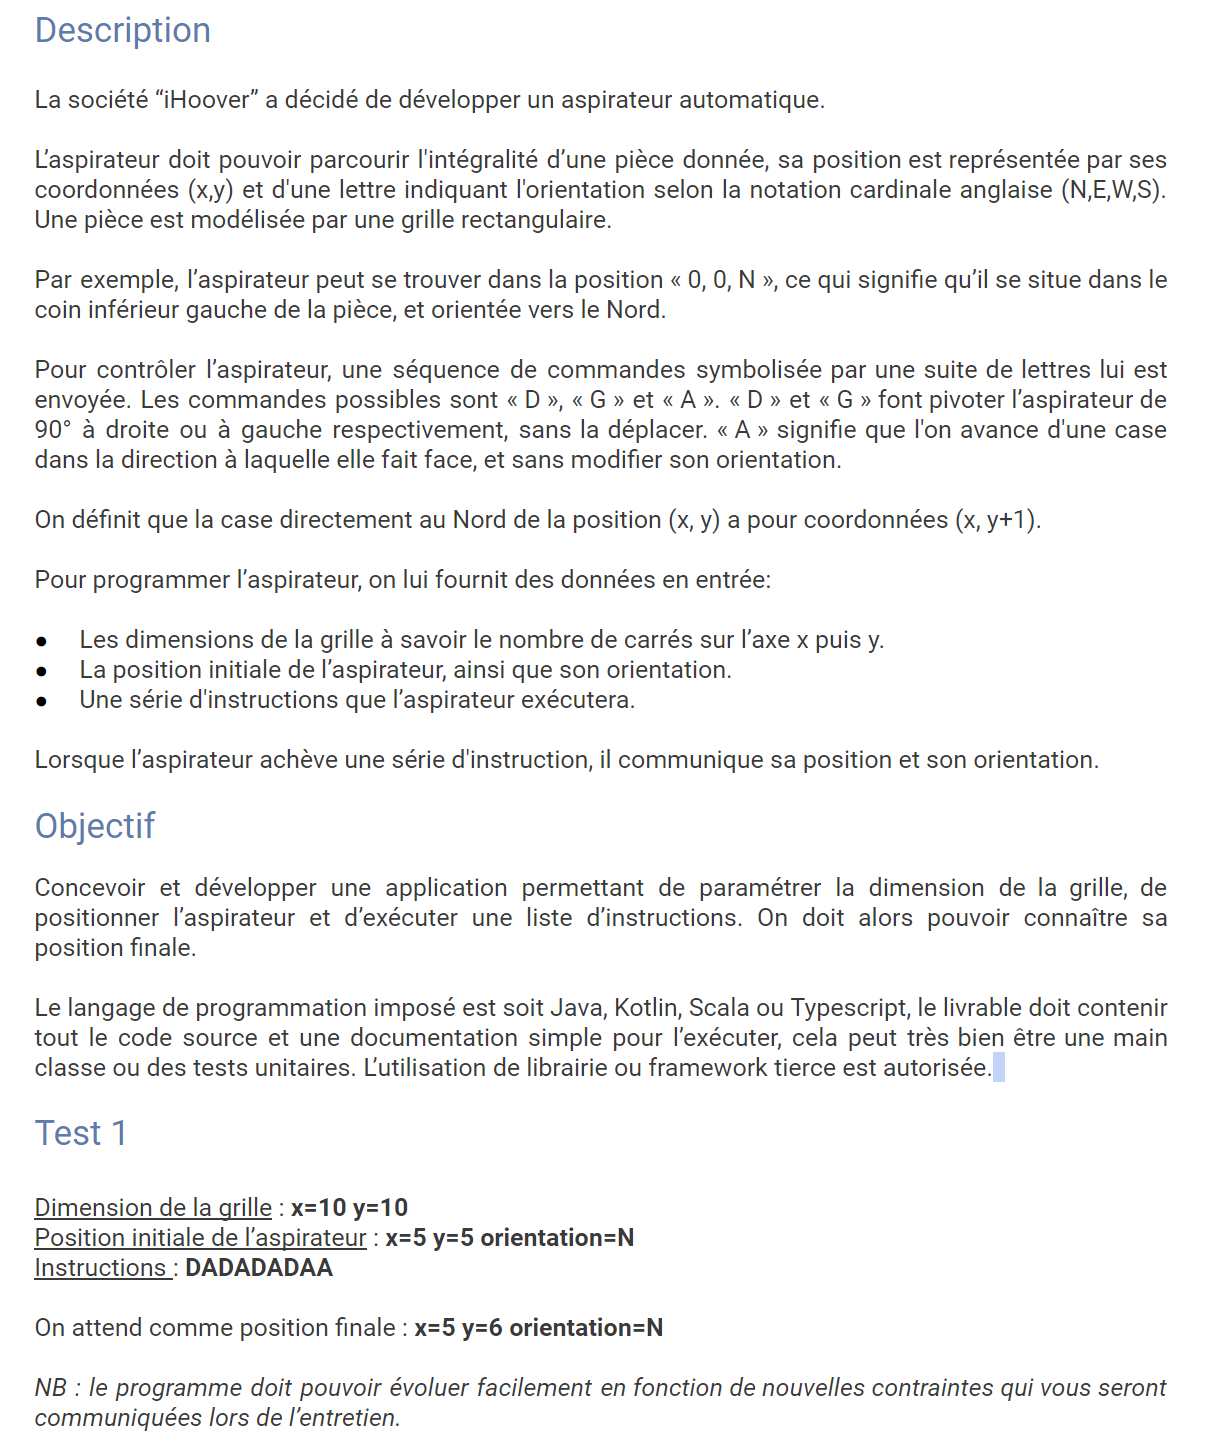 Description
La société “iHoover” a décidé de développer un aspirateur automatique.
L’aspirateur doit pouvoir parcourir l'intégralité d’une pièce donnée, sa position est représentée par ses
coordonnées (x,y) et d'une lettre indiquant l'orientation selon la notation cardinale anglaise (N,E,W,S).
Une pièce est modélisée par une grille rectangulaire.
Par exemple, l’aspirateur peut se trouver dans la position « 0, 0, N », ce qui signifie qu’il se situe dans le
coin inférieur gauche de la pièce, et orientée vers le Nord.
Pour contrôler l’aspirateur, une séquence de commandes symbolisée par une suite de lettres lui est
envoyée. Les commandes possibles sont « D », « G » et « A ». « D » et « G » font pivoter l’aspirateur de
90° à droite ou à gauche respectivement, sans la déplacer. « A » signifie que l'on avance d'une case
dans la direction à laquelle elle fait face, et sans modifier son orientation.
On définit que la case directement au Nord de la position (x, y) a pour coordonnées (x, y+1).
Pour programmer l’aspirateur, on lui fournit des données en entrée:
● Les dimensions de la grille à savoir le nombre de carrés sur l’axe x puis y.
● La position initiale de l’aspirateur, ainsi que son orientation.
● Une série d'instructions que l’aspirateur exécutera.
Lorsque l’aspirateur achève une série d'instruction, il communique sa position et son orientation.
Objectif
Concevoir et développer une application permettant de paramétrer la dimension de la grille, de
positionner l’aspirateur et d’exécuter une liste d’instructions. On doit alors pouvoir connaître sa
position finale.
Le langage de programmation imposé est soit Java, Kotlin, Scala ou Typescript, le livrable doit contenir
tout le code source et une documentation simple pour l’exécuter, cela peut très bien être une main
classe ou des tests unitaires. L’utilisation de librairie ou framework tierce est autorisée.
Test 1
Dimension de la grille : x=10 y=10
Position initiale de l’aspirateur : x=5 y=5 orientation=N
Instructions : DADADADAA
On attend comme position finale : x=5 y=6 orientation=N
NB : le programme doit pouvoir évoluer facilement en fonction de nouvelles contraintes qui vous seront
communiquées lors de l’entretien.